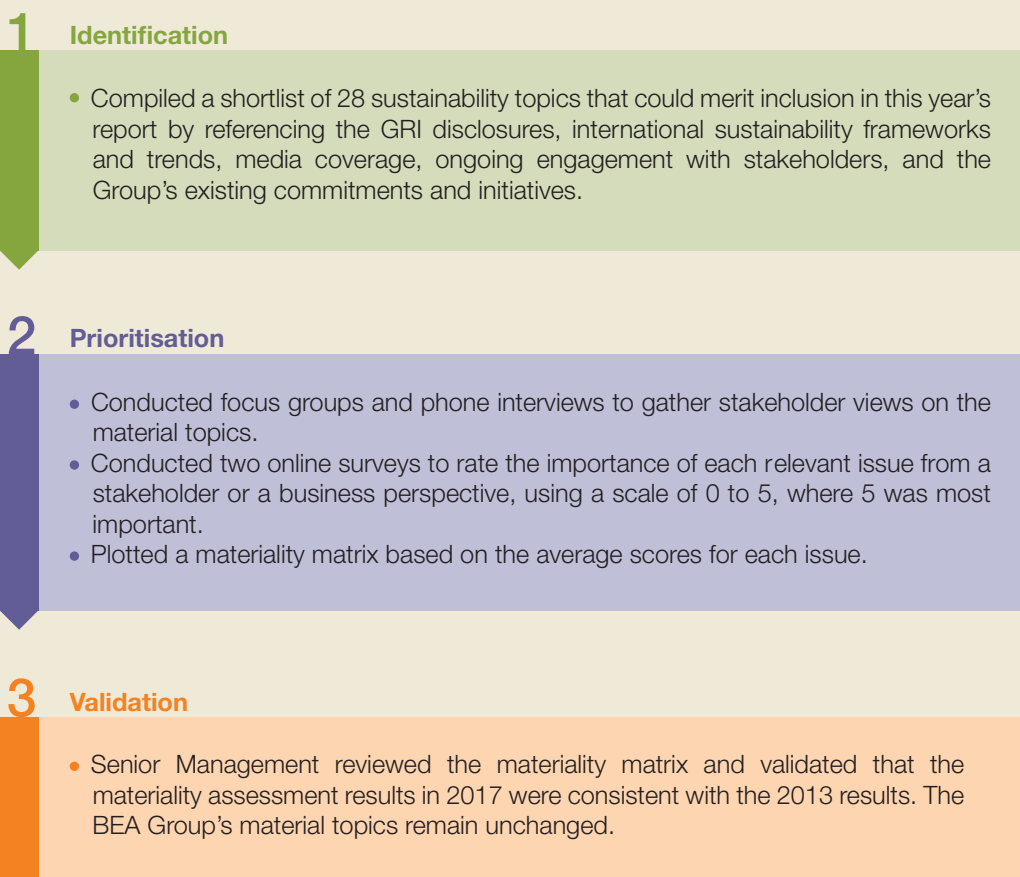 1
Identification
• Compiled a shortlist of 28 sustainability topics that could merit inclusion in this year’s
report by referencing the GRI disclosures, international sustainability frameworks
and trends, media coverage, ongoing engagement with stakeholders, and the
Group’s existing commitments and initiatives.
2
Prioritisation
• Conducted focus groups and phone interviews to gather stakeholder views on the
material topics.
• Conducted two online surveys to rate the importance of each relevant issue from a
stakeholder or a business perspective, using a scale of 0 to 5, where 5 was most
important.
• Plotted a materiality matrix based on the average scores for each issue.
3
Validation
• Senior Management reviewed the materiality matrix and validated that the
materiality assessment results in 2017 were consistent with the 2013 results. The
BEA Group’s material topics remain unchanged.